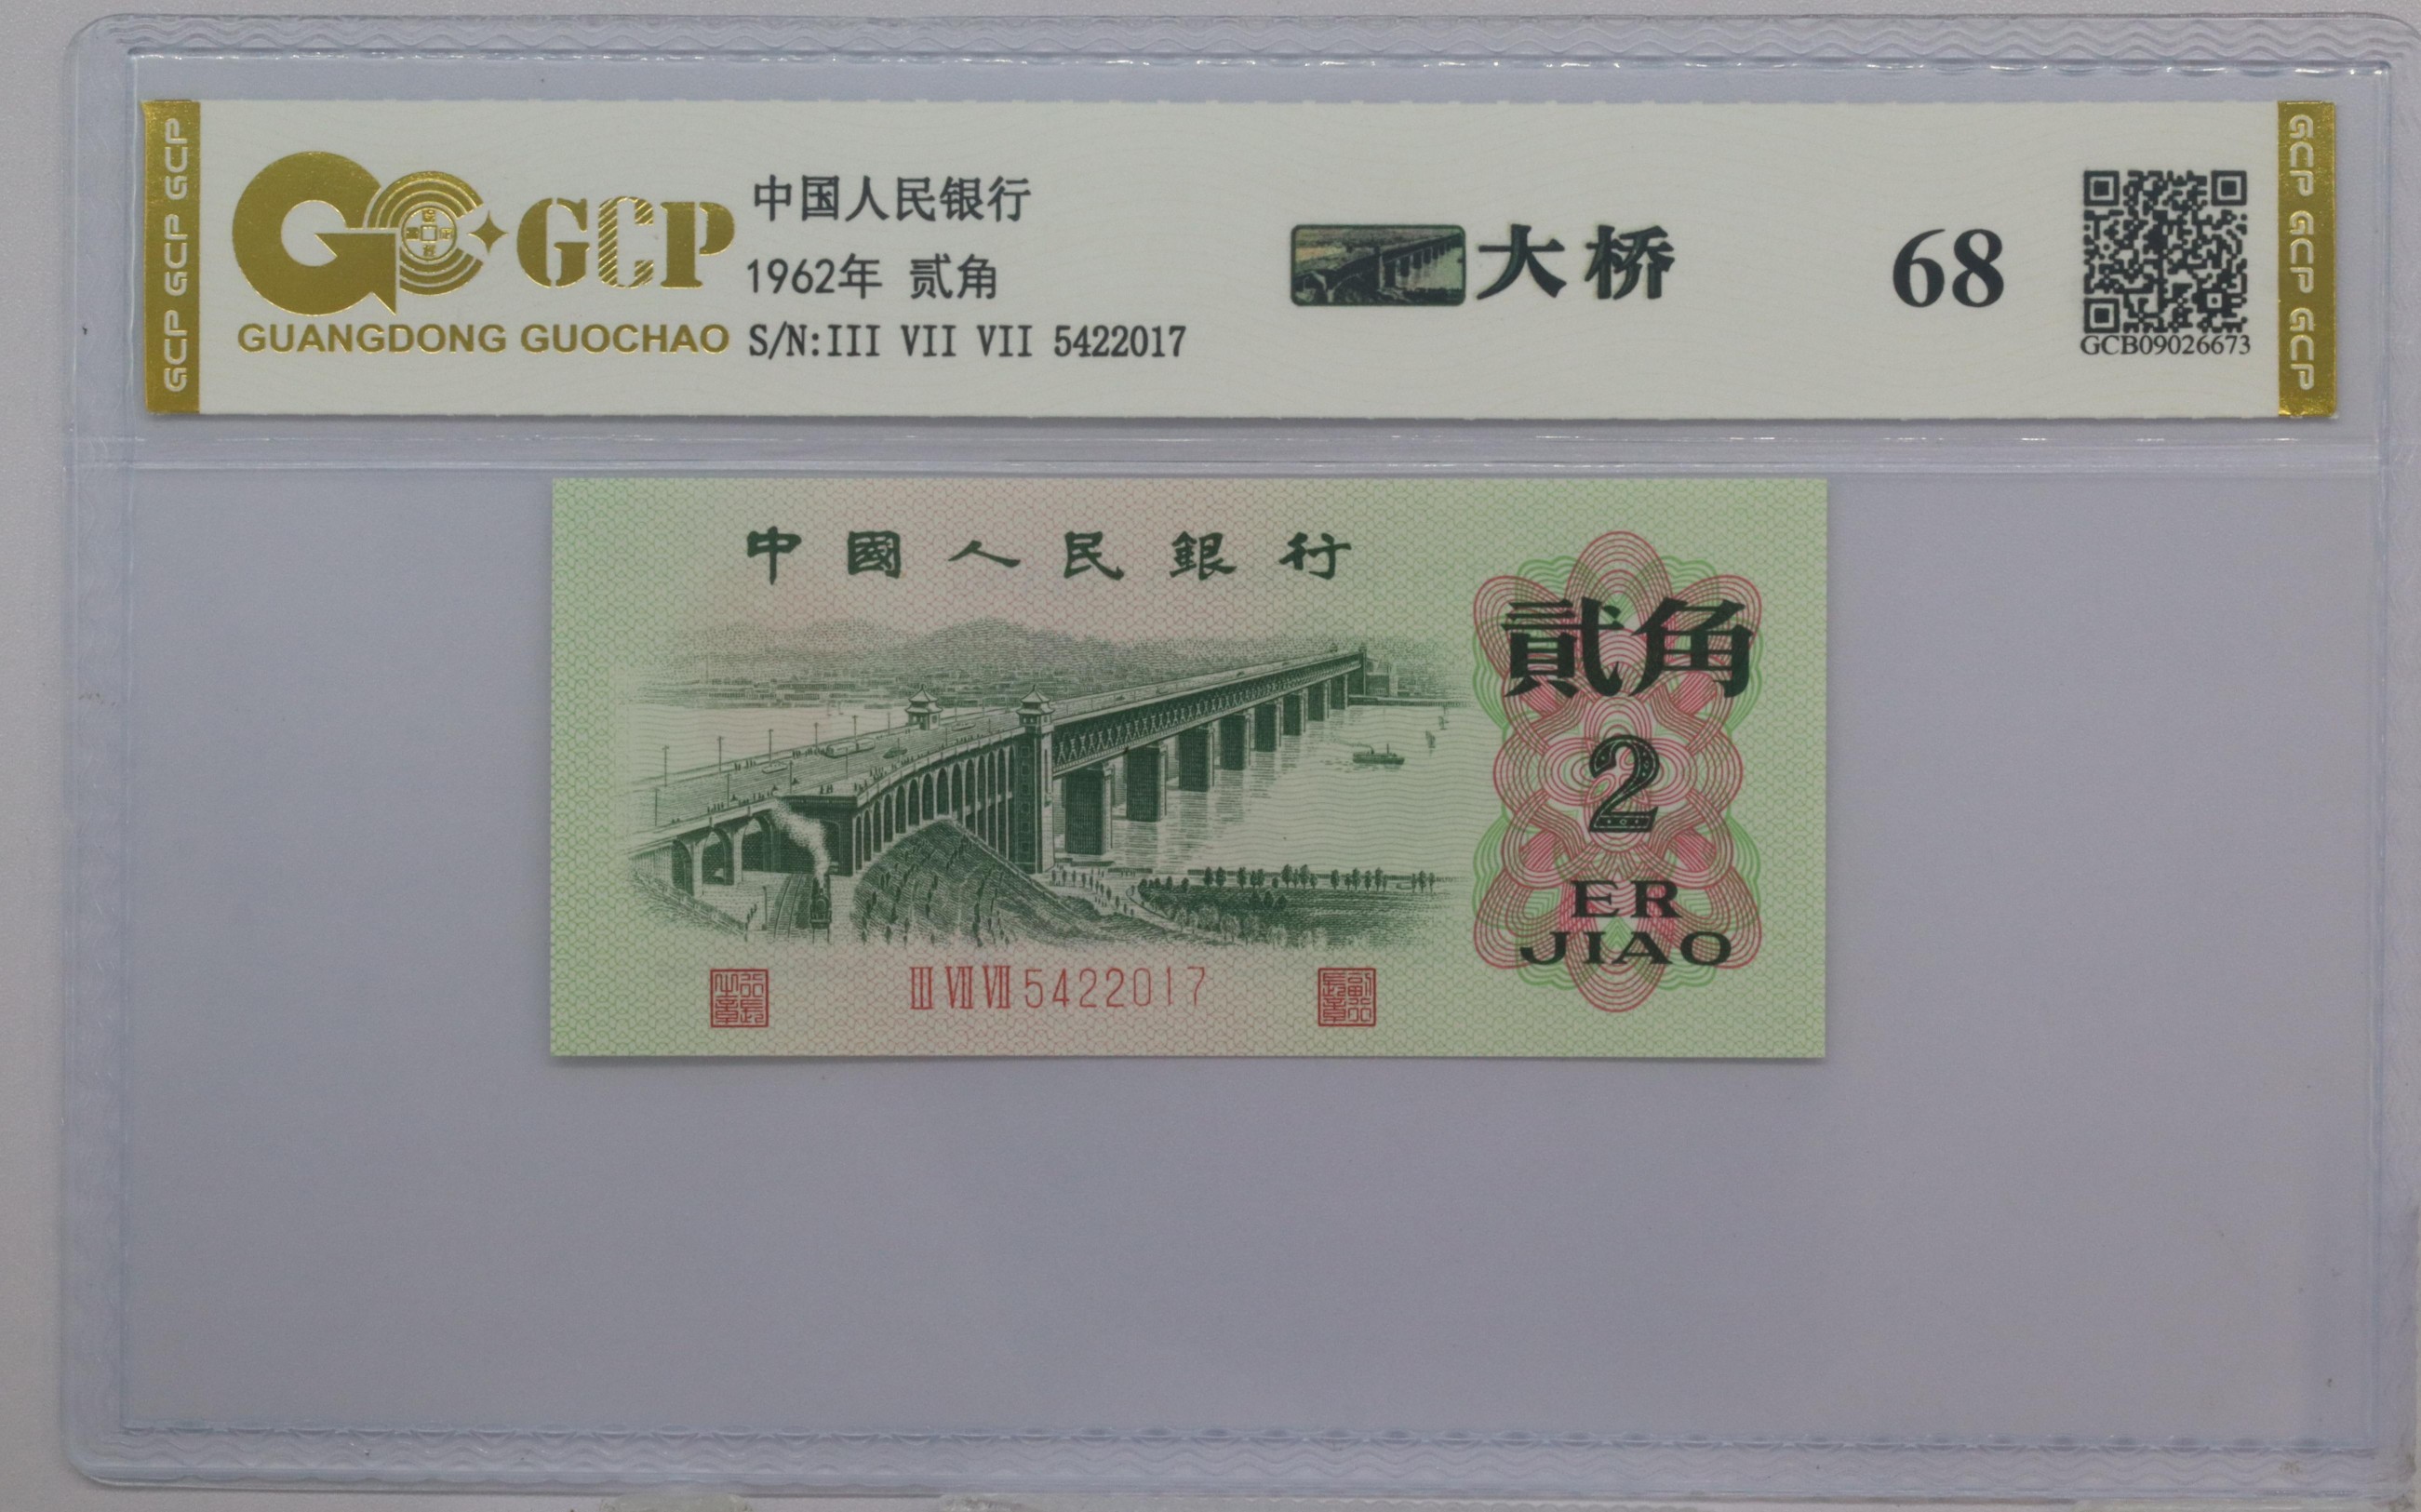 GCP GCP GCP
GCP
GUANGDONG GUOCHAO
中国人民银行
1962年 贰角
S/N:III VII VII 5422017
大桥
68
GCB09026673
GCP GCP GCP
中國人民銀行
貳角
2
ER
JIAO
III VII VII 5422017